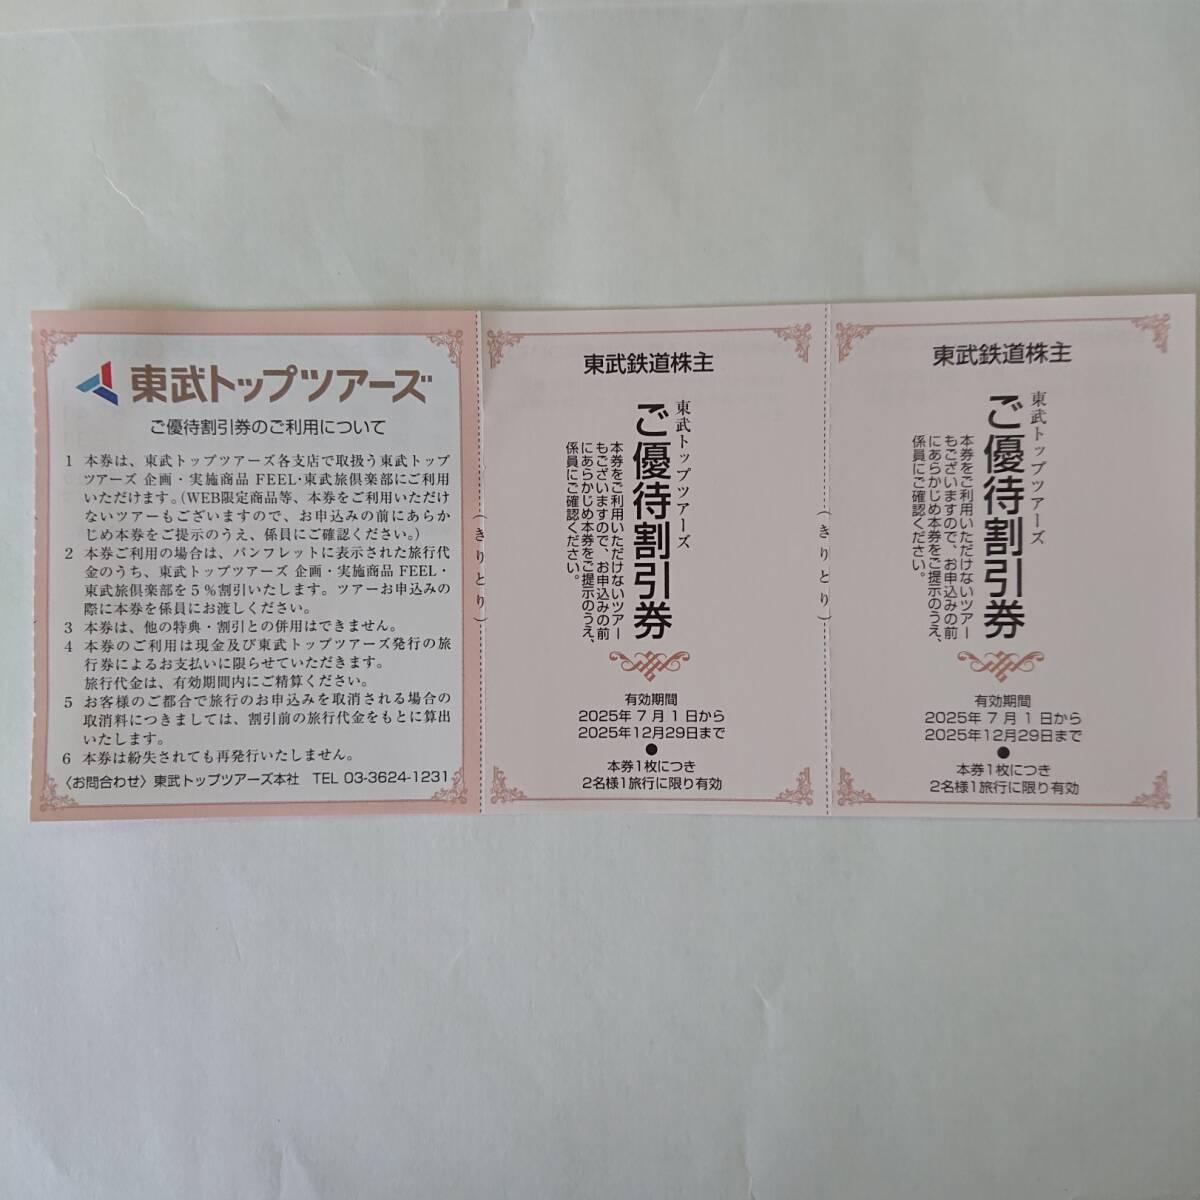 東武トップツアーズ
ご優待割引券のご利用について
1 本券は、東武トップツアーズ各支店で取扱う東武トップ
ツアーズ 企画・実施商品 FEEL・東武旅倶楽部にご利用
いただけます。(WEB限定商品等、本券をご利用いただけ
ないツアーもございますので、お申込みの前にあらか
じめ本券をご提示のうえ、係員にご確認ください。)
2 本券ご利用の場合は、パンフレットに表示された旅行代
金のうち、東武トップツアーズ 企画・実施商品 FEEL・
東武旅倶楽部を5%割引いたします。ツアーお申込みの
際に本券を係員にお渡しください。
3 本券は、他の特典・割引との併用はできません。
4 本券のご利用は現金及び東武トップツアーズ発行の旅
行券によるお支払いに限らせていただきます。
旅行代金は、有効期間内にご精算ください。
5 お客様のご都合で旅行のお申込みを取消される場合の
取消料につきましては、割引前の旅行代金をもとに算出
いたします。
6 本券は紛失されても再発行いたしません。
〈お問合わせ〉東武トップツアーズ本社 TEL 03-3624-1231
(きりとり)
東武鉄道株主
東武トップツアーズ
ご優待割引券
本券をご利用いただけないツアー
もございますので、お申込みの前
にあらかじめ本券をご提示のうえ、
係員にご確認ください。
有効期間
2025年7月1日から
2025年12月29日まで
●
本券1枚につき
2名様1旅行に限り有効
(きりとり)
東武鉄道株主
東武トップツアーズ
ご優待割引券
本券をご利用いただけないツアー
もございますので、お申込みの前
にあらかじめ本券をご提示のうえ、
係員にご確認ください。
有効期間
2025年7月1日から
2025年12月29日まで
●
本券1枚につき
2名様1旅行に限り有効